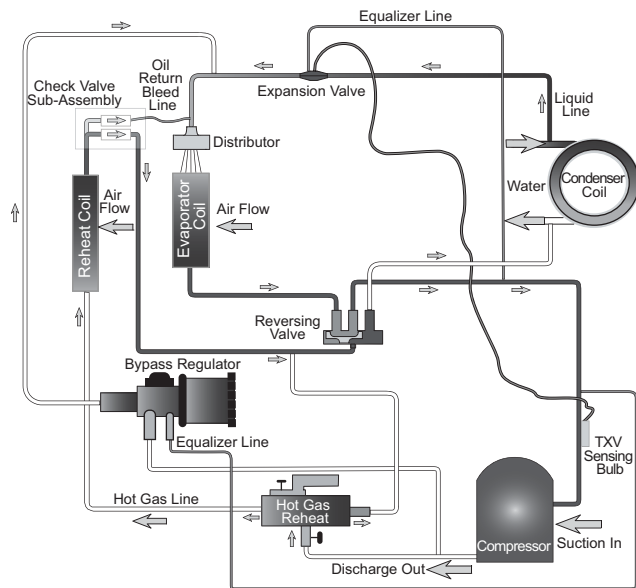 Equalizer Line
Oil
Return
Bleed
Line
Check Valve
Sub-Assembly
Expansion Valve
Liquid
Line
Distributor
Water
Condenser
Coil
Reheat Coil
Air
Flow
Evaporator
Coil
Air Flow
Reversing
Valve
Bypass Regulator
Equalizer Line
TXV
Sensing
Bulb
Hot Gas Line
Hot Gas
Reheat
Compressor
Suction In
Discharge Out